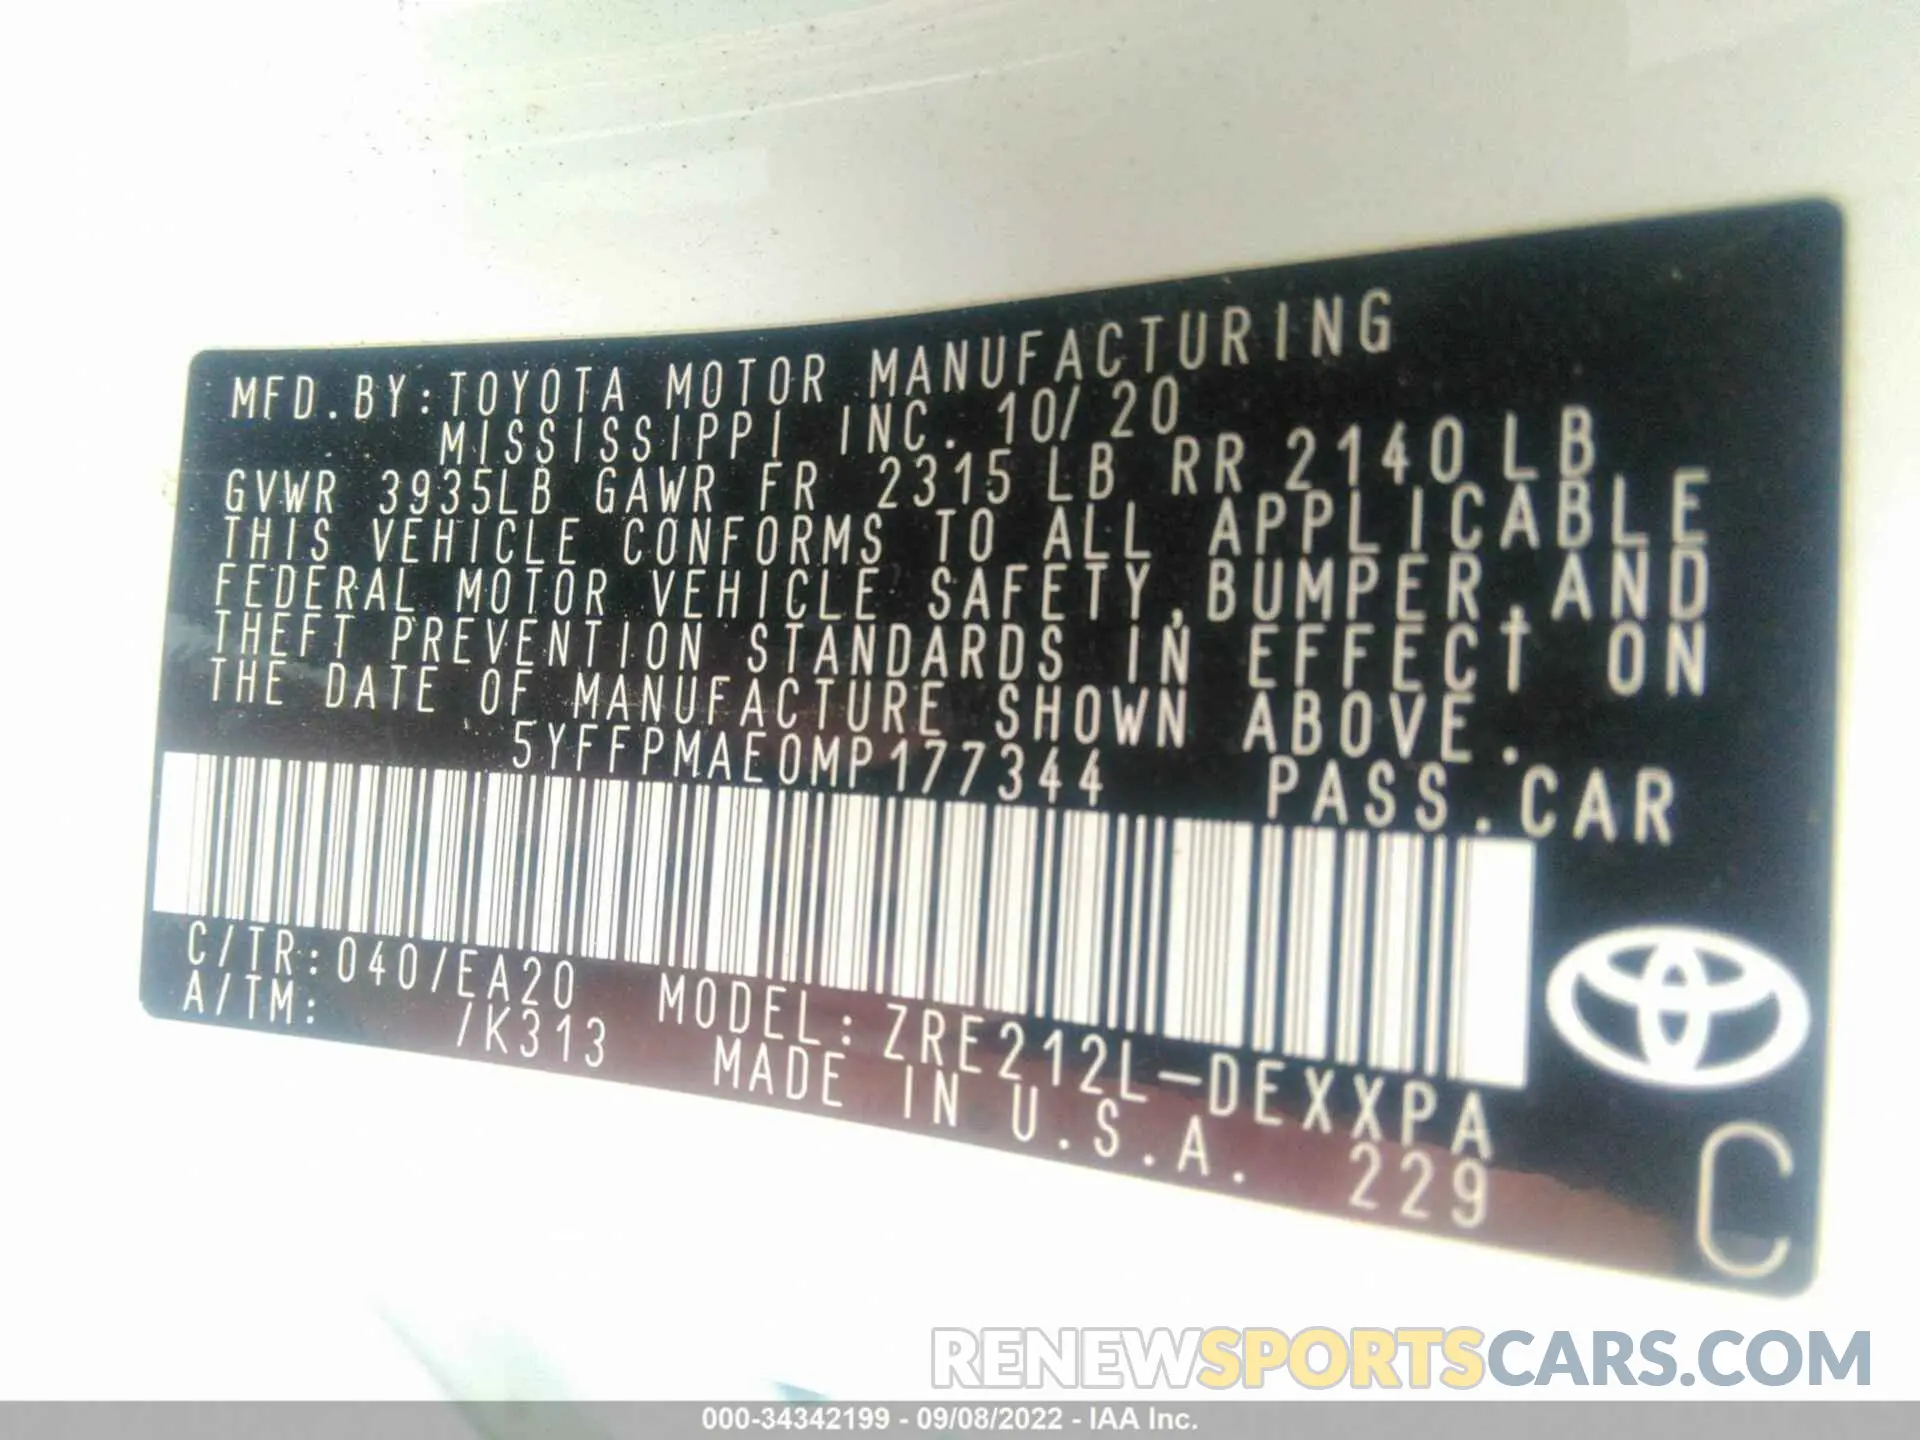 MFD.BY:TOYOTA MOTOR MANUFACTURING
MISSISSIPPI INC. 10/20
GVWR 3935LB GAWR FR 2315LB RR 2140LB
THIS VEHICLE CONFORMS TO ALL APPLICABLE
FEDERAL MOTOR VEHICLE SAFETY,BUMPER,AND
THEFT PREVENTION STANDARDS IN EFFECT ON
THE DATE OF MANUFACTURE SHOWN ABOVE.
5YFFPMAE0MP177344 PASS.CAR
C/TR:040/EA20 MODEL:ZRE212L-DEXXPA
A/TM: /K313 MADE IN U.S.A. 229
C
RENEWSPORTSCARS.COM
000-34342199 - 09/08/2022 - IAA Inc.